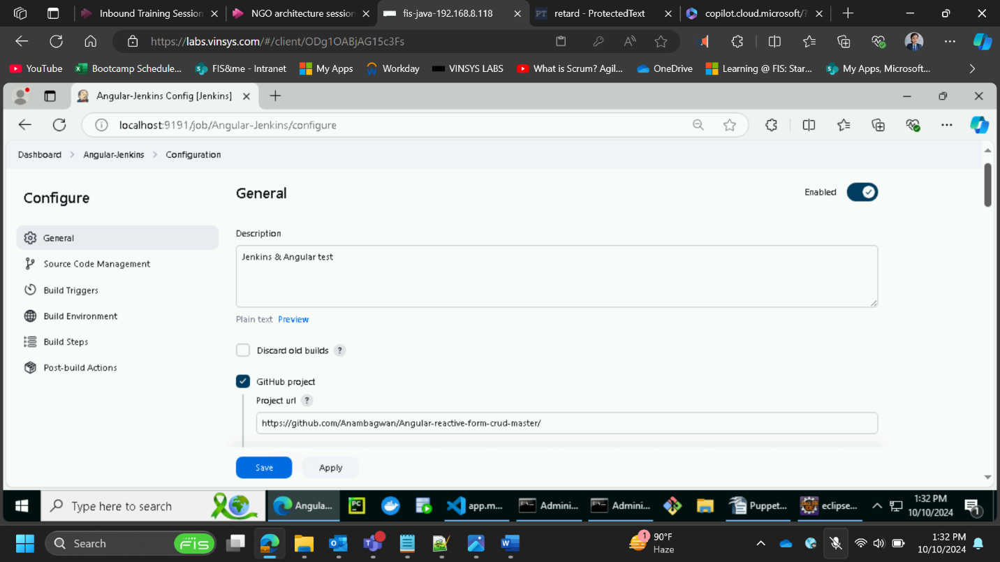 Inbound Training Session
NGO architecture session
fis-java-192.168.8.118
PT
retard - ProtectedText
copilot.cloud.microsoft/?
https://labs.vinsys.com/#/client/ODg1OABjAG15c3Fs
YouTube
Bootcamp Schedule...
FIS&me - Intranet
My Apps
Workday
VINSYS LABS
What is Scrum? Agil...
OneDrive
Learning @ FIS: Star...
My Apps, Microsoft...
Angular-Jenkins Config [Jenkins]
localhost:9191/job/Angular-Jenkins/configure
Dashboard > Angular-Jenkins > Configuration
Configure
General
Source Code Management
Build Triggers
Build Environment
Build Steps
Post-build Actions
General
Enabled
Description
Jenkins & Angular test
Plain text Preview
Discard old builds ?
GitHub project
Project url ?
https://github.com/Anambagwan/Angular-reactive-form-crud-master/
Save
Apply
Type here to search
Angula...
PC
app.m...
Admini...
Admini...
Puppet...
eclipse...
1:32 PM
10/10/2024
1
Search
FIS
1
90°F
Haze
1:32 PM
10/10/2024